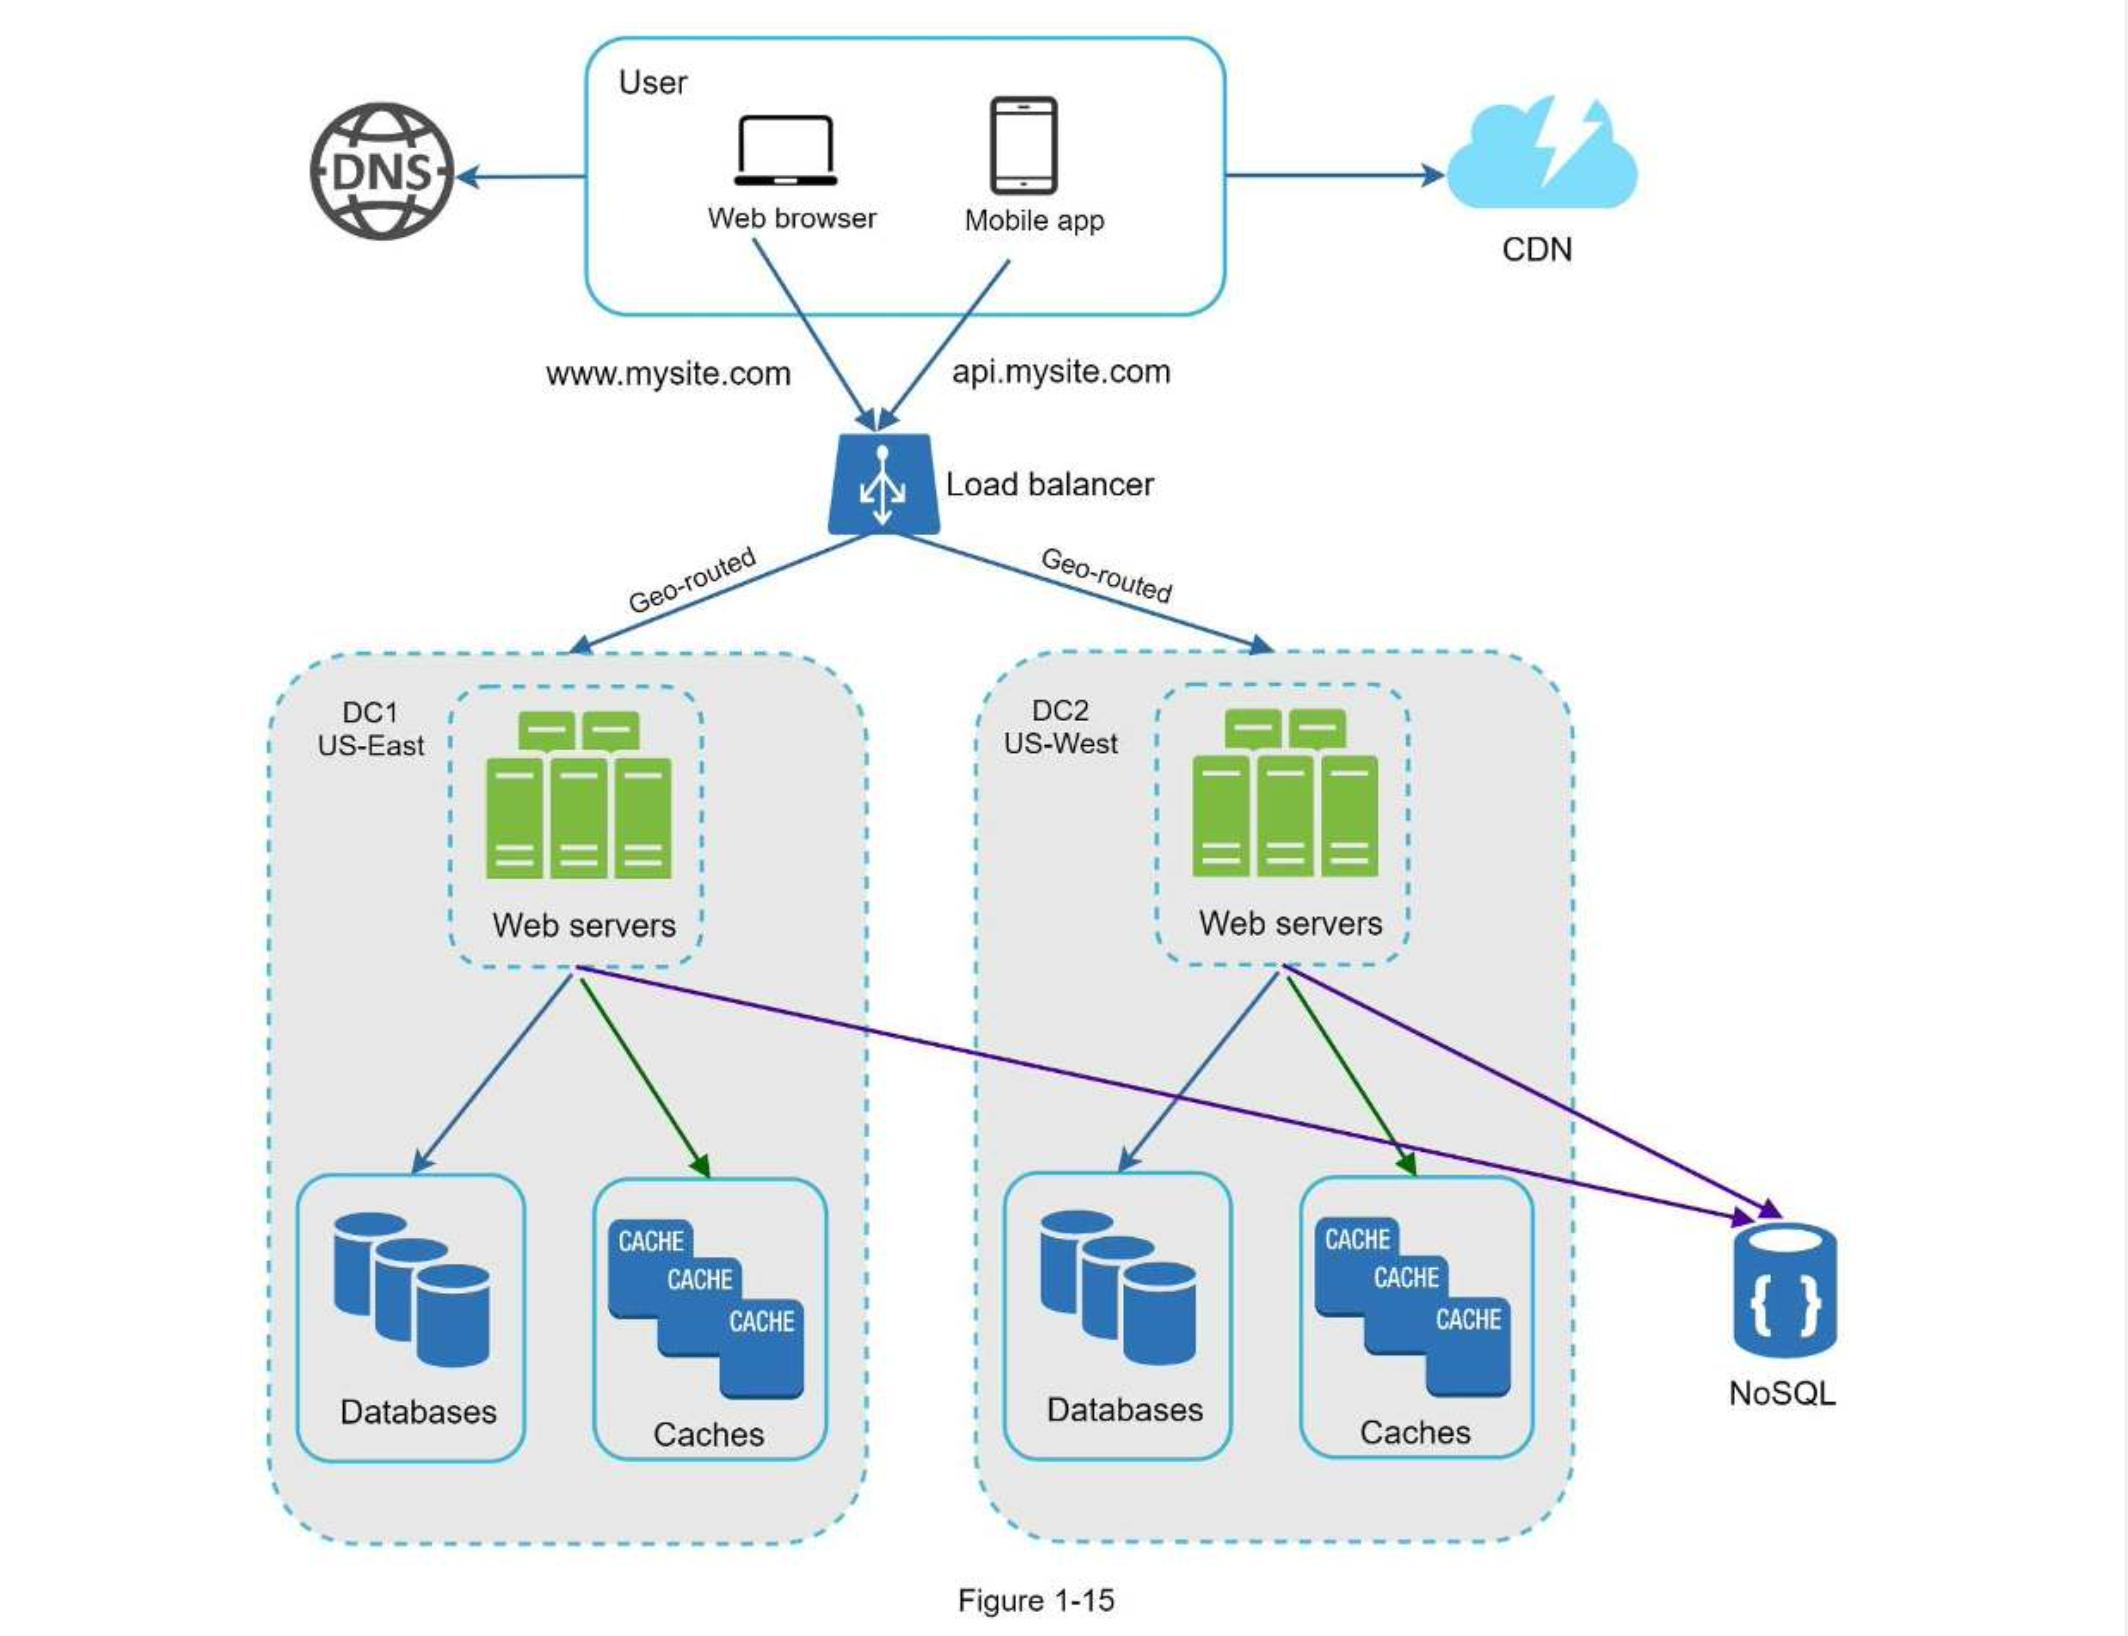 User
DNS
Web browser
Mobile app
CDN
www.mysite.com
api.mysite.com
Load balancer
Geo-routed
Geo-routed
DC1
US-East
Web servers
DC2
US-West
Web servers
CACHE
CACHE
CACHE
Databases
Caches
CACHE
CACHE
CACHE
Databases
Caches
{ }
NoSQL
Figure 1-15